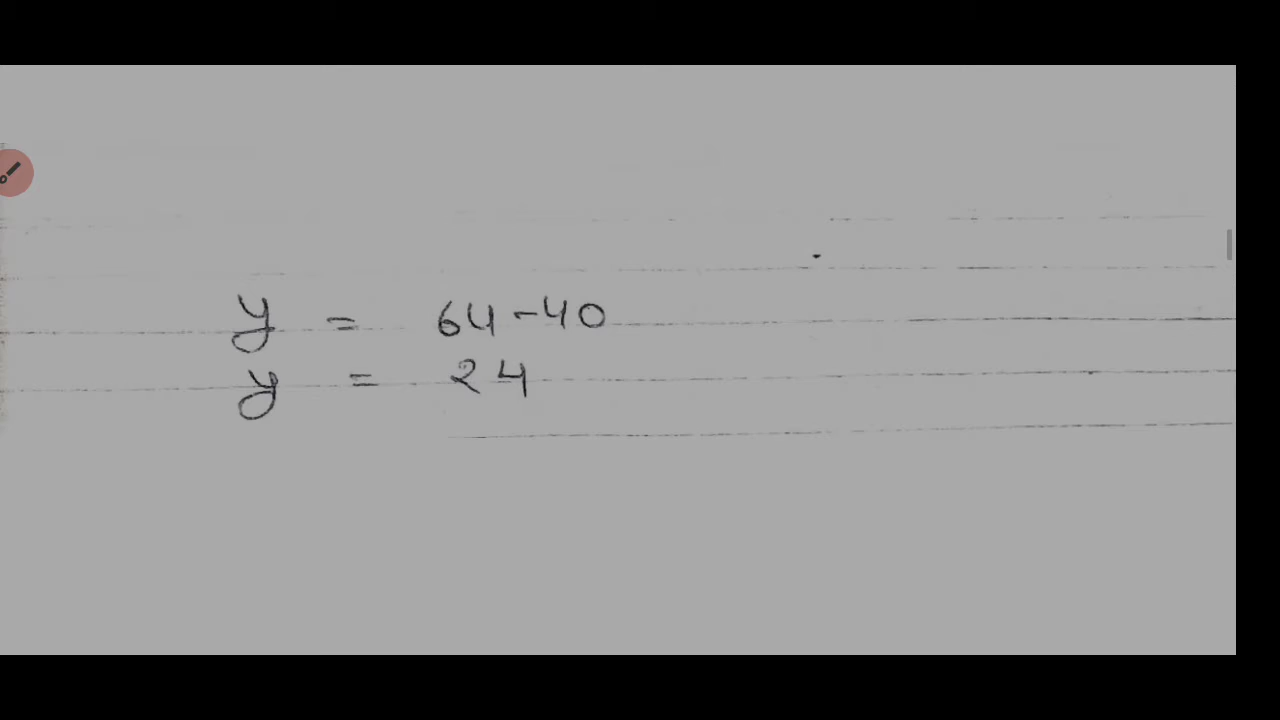 y = 64-40
y = 24